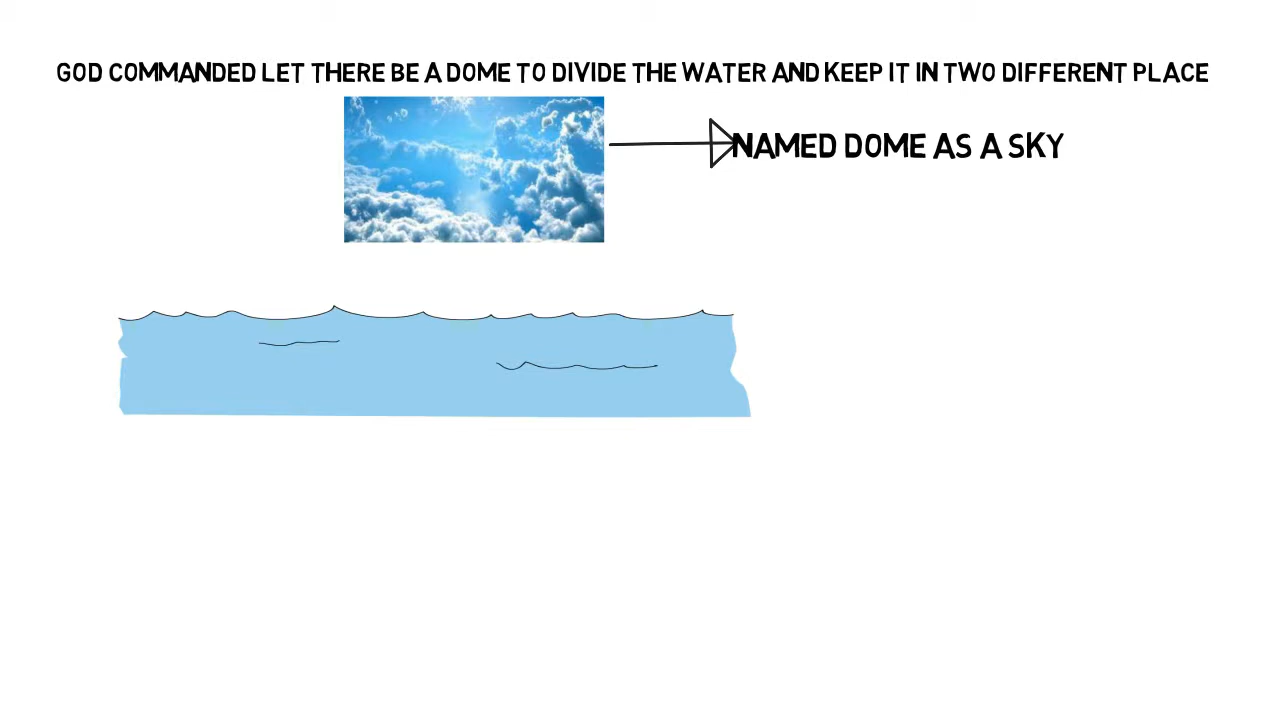 GOD COMMANDED LET THERE BE A DOME TO DIVIDE THE WATER AND KEEP IT IN TWO DIFFERENT PLACE
NAMED DOME AS A SKY